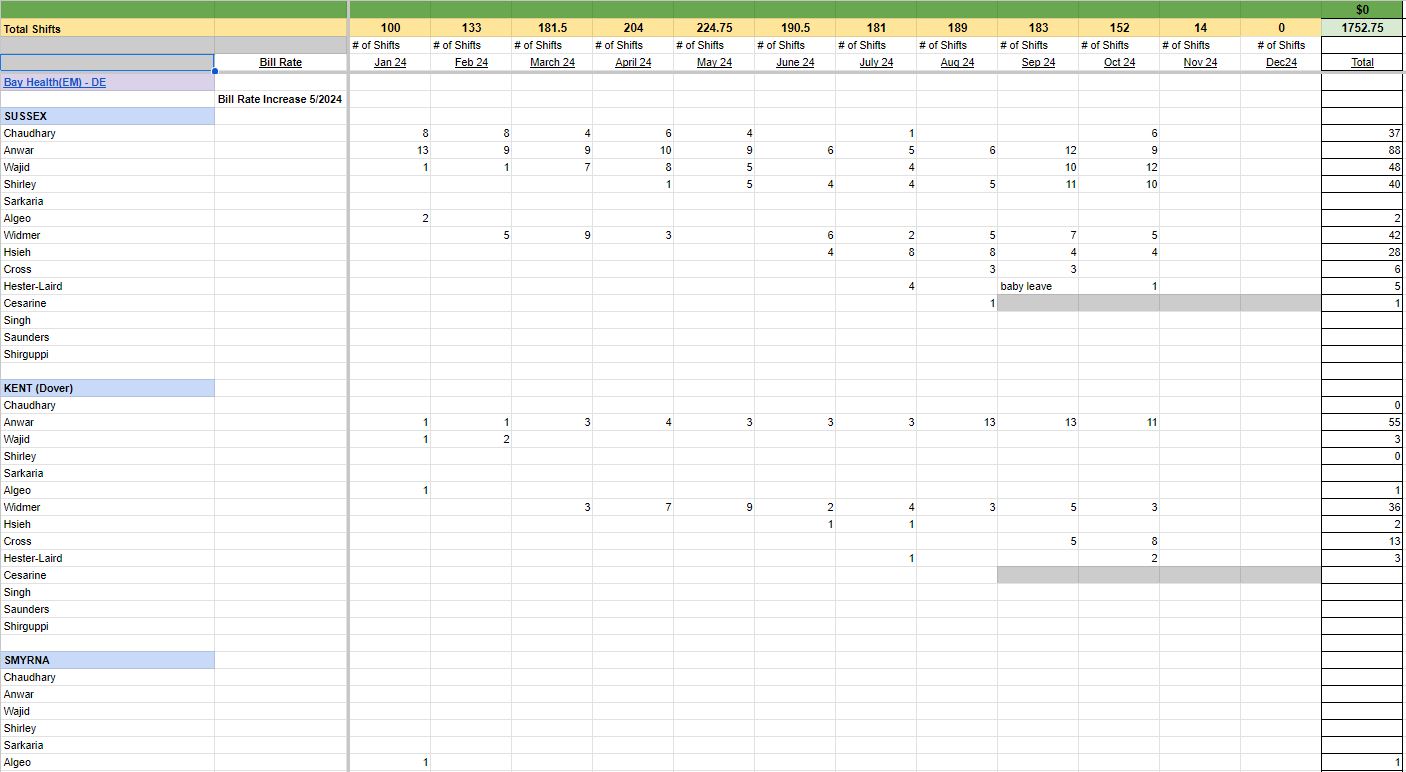 $0
Total Shifts 100 133 181.5 204 224.75 190.5 181 189 183 152 14 0 1752.75
# of Shifts # of Shifts # of Shifts # of Shifts # of Shifts # of Shifts # of Shifts # of Shifts # of Shifts # of Shifts # of Shifts # of Shifts
Bill Rate Jan 24 Feb 24 March 24 April 24 May 24 June 24 July 24 Aug 24 Sep 24 Oct 24 Nov 24 Dec24 Total
Bay Health(EM) - DE
Bill Rate Increase 5/2024
SUSSEX
Chaudhary 8 8 4 6 4 1 6 37
Anwar 13 9 9 10 9 6 5 6 12 9 88
Wajid 1 1 7 8 5 4 10 12 48
Shirley 1 5 4 4 5 11 10 40
Sarkaria
Algeo 2 2
Widmer 5 9 3 6 2 5 7 5 42
Hsieh 4 8 8 4 4 28
Cross 3 3 6
Hester-Laird 4 baby leave 1 5
Cesarine 1 1
Singh
Saunders
Shirguppi
KENT (Dover)
Chaudhary 0
Anwar 1 1 3 4 3 3 3 13 13 11 55
Wajid 1 2 3
Shirley 0
Sarkaria
Algeo 1 1
Widmer 3 7 9 2 4 3 5 3 36
Hsieh 1 1 2
Cross 5 8 13
Hester-Laird 1 2 3
Cesarine
Singh
Saunders
Shirguppi
SMYRNA
Chaudhary
Anwar
Wajid
Shirley
Sarkaria
Algeo 1 1